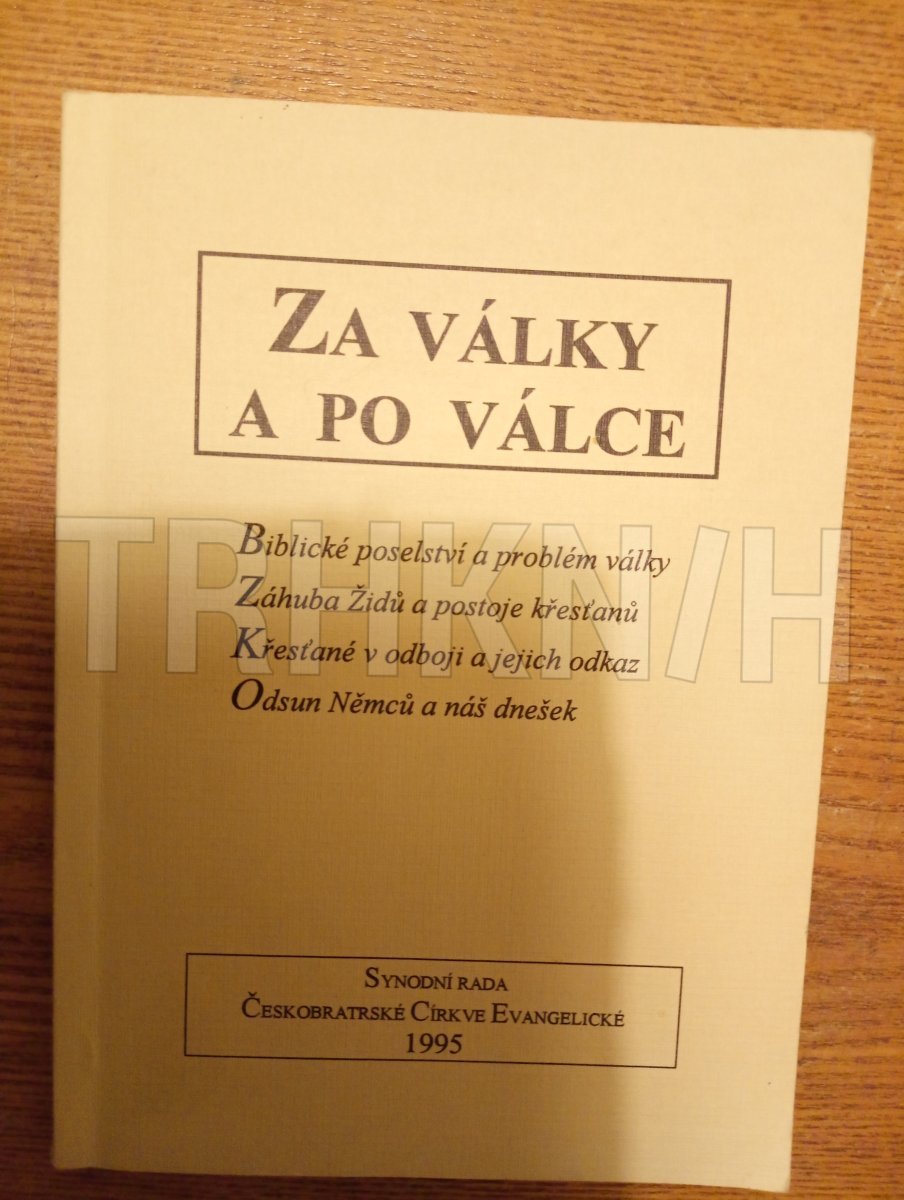 ZA VÁLKY
A PO VÁLCE
TRHKN/H
Biblické poselství a problém války
Záhuba Židů a postoje křesťanů
Křesťané v odboji a jejich odkaz
Odsun Němců a náš dnešek
SYNODNÍ RADA
ČESKOBRATRSKÉ CÍRKVE EVANGELICKÉ
1995